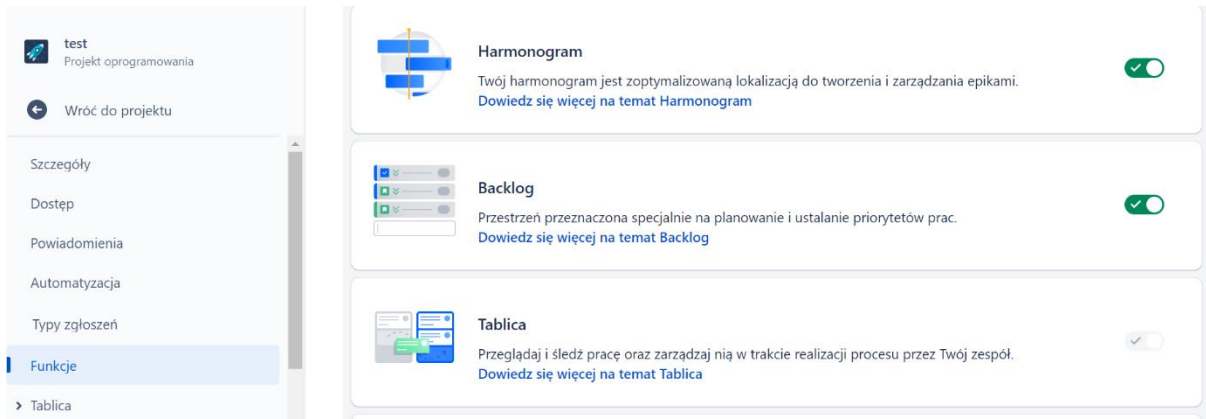 test
Projekt oprogramowania
Wróć do projektu
Szczegóły
Dostęp
Powiadomienia
Automatyzacja
Typy zgłoszeń
Funkcje
Tablica
Harmonogram
Twój harmonogram jest zoptymalizowaną lokalizacją do tworzenia i zarządzania epikami.
Dowiedz się więcej na temat Harmonogram
Backlog
Przestrzeń przeznaczona specjalnie na planowanie i ustalanie priorytetów prac.
Dowiedz się więcej na temat Backlog
Tablica
Przeglądaj i śledź pracę oraz zarządzaj nią w trakcie realizacji procesu przez Twój zespół.
Dowiedz się więcej na temat Tablica